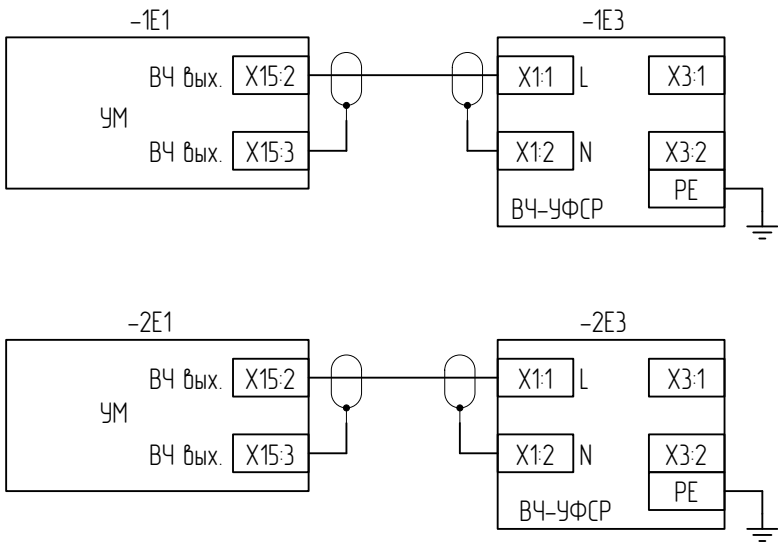 -1E1
-1E3
ВЧ вых. X15:2
X1:1 L
X3:1
УМ
ВЧ вых. X15:3
X1:2 N
X3:2
PE
ВЧ-УФСР
-2E1
-2E3
ВЧ вых. X15:2
X1:1 L
X3:1
УМ
ВЧ вых. X15:3
X1:2 N
X3:2
PE
ВЧ-УФСР